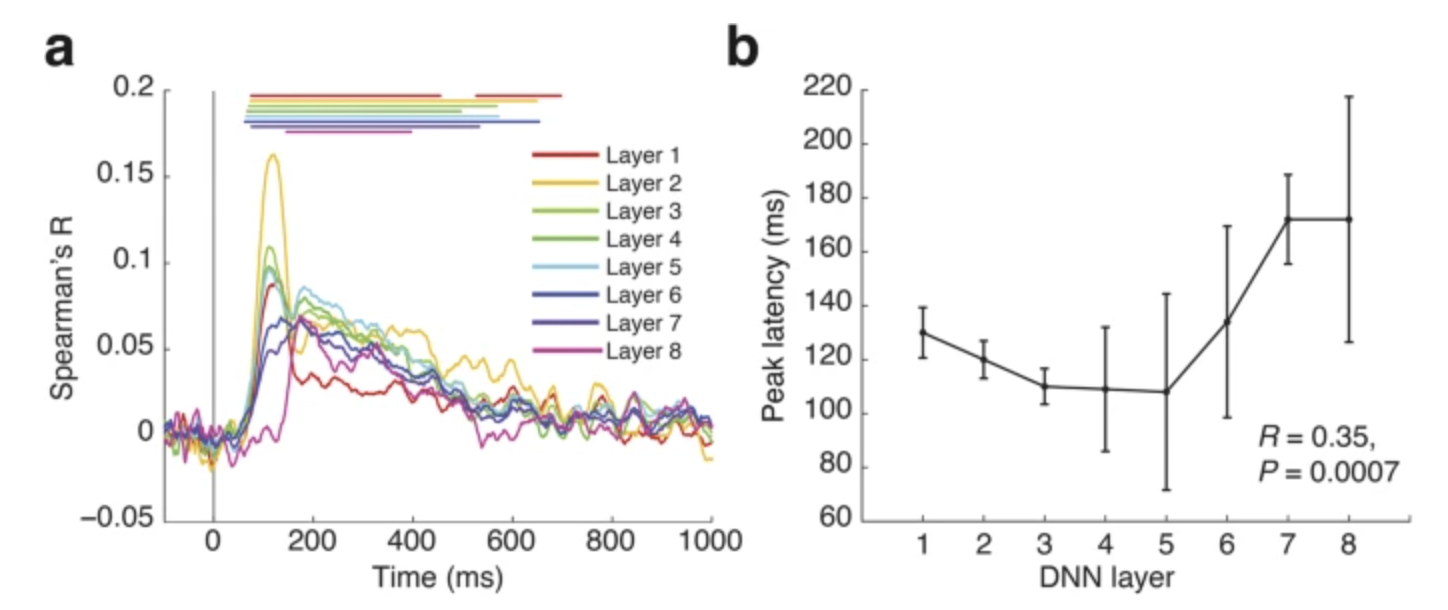 a
0.2
0.15
0.1
0.05
0
−0.05
Spearman's R
0
200
400
600
800
1000
Time (ms)
Layer 1
Layer 2
Layer 3
Layer 4
Layer 5
Layer 6
Layer 7
Layer 8
b
220
200
180
160
140
120
100
80
60
Peak latency (ms)
R = 0.35,
P = 0.0007
1 2 3 4 5 6 7 8
DNN layer